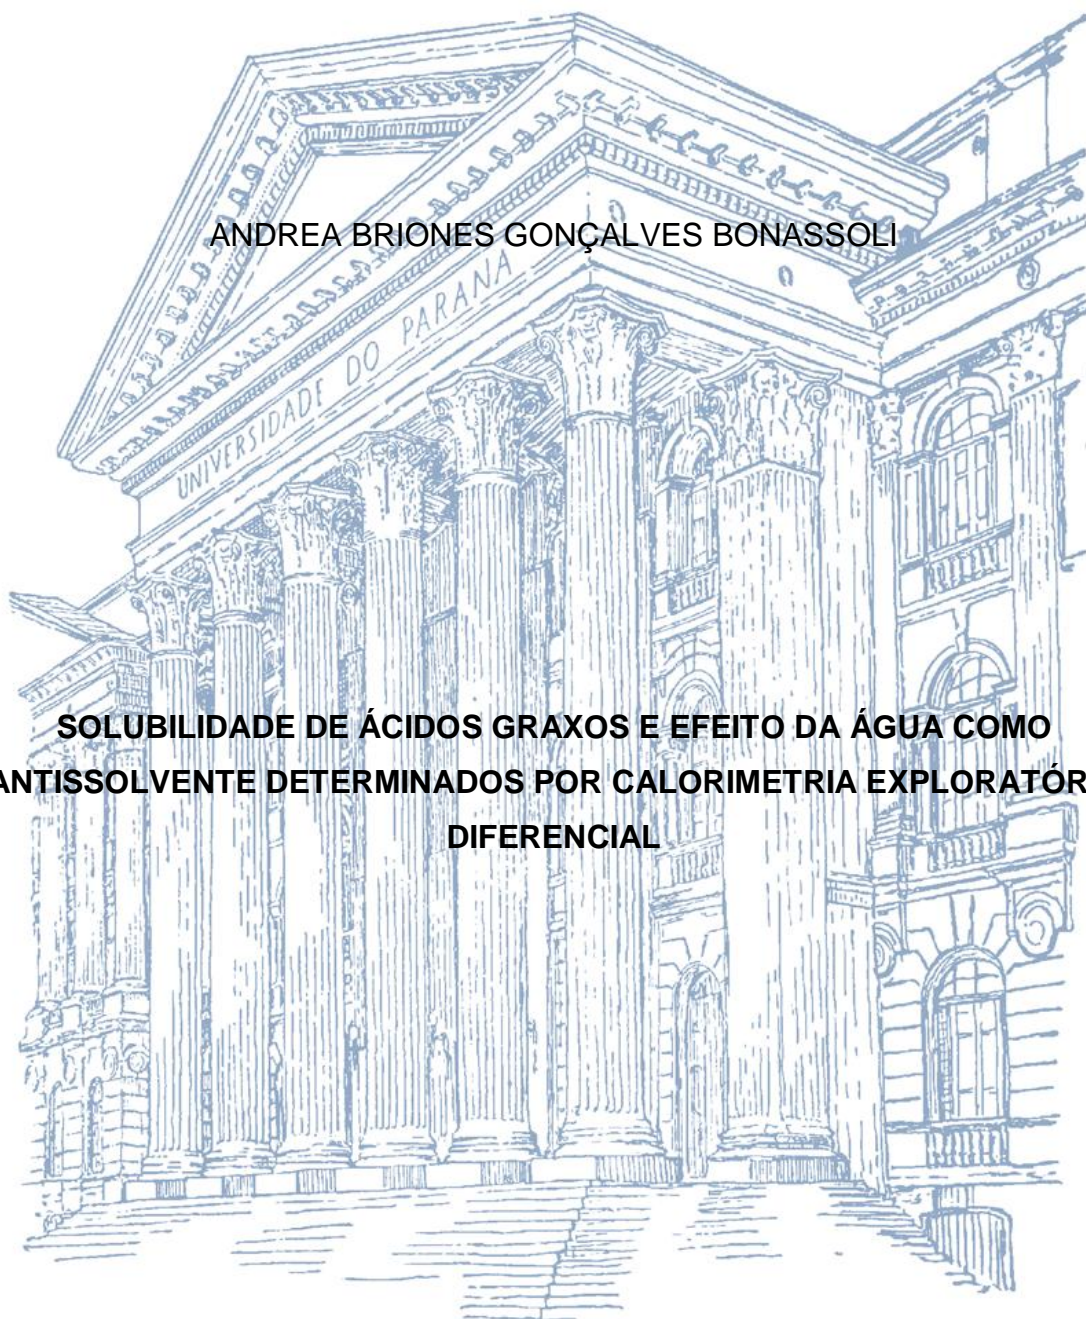 ANDREA BRIONES GONÇALVES BONASSOLI
UNIVERSIDADE DO PARANÁ
SOLUBILIDADE DE ÁCIDOS GRAXOS E EFEITO DA ÁGUA COMO
ANTISSOLVENTE DETERMINADOS POR CALORIMETRIA EXPLORATÓR
DIFERENCIAL